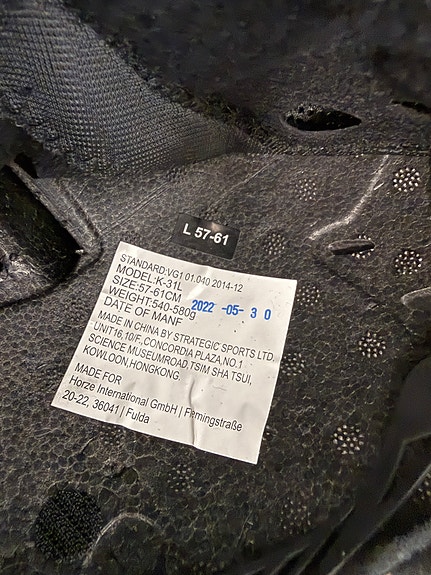 L 57-61
STANDARD:VG1 01.040 2014-12
MODEL:K-31L
SIZE:57-61CM
WEIGHT:540-580g
DATE OF MANF 2022 -05- 3 0
MADE IN CHINA BY STRATEGIC SPORTS LTD.
UNIT16,10/F.,CONCORDIA PLAZA,NO.1
SCIENCE MUSEUMROAD,TSIM SHA TSUI,
KOWLOON,HONGKONG.
MADE FOR
Horze International GmbH | Flemingstraße
20-22, 36041 | Fulda